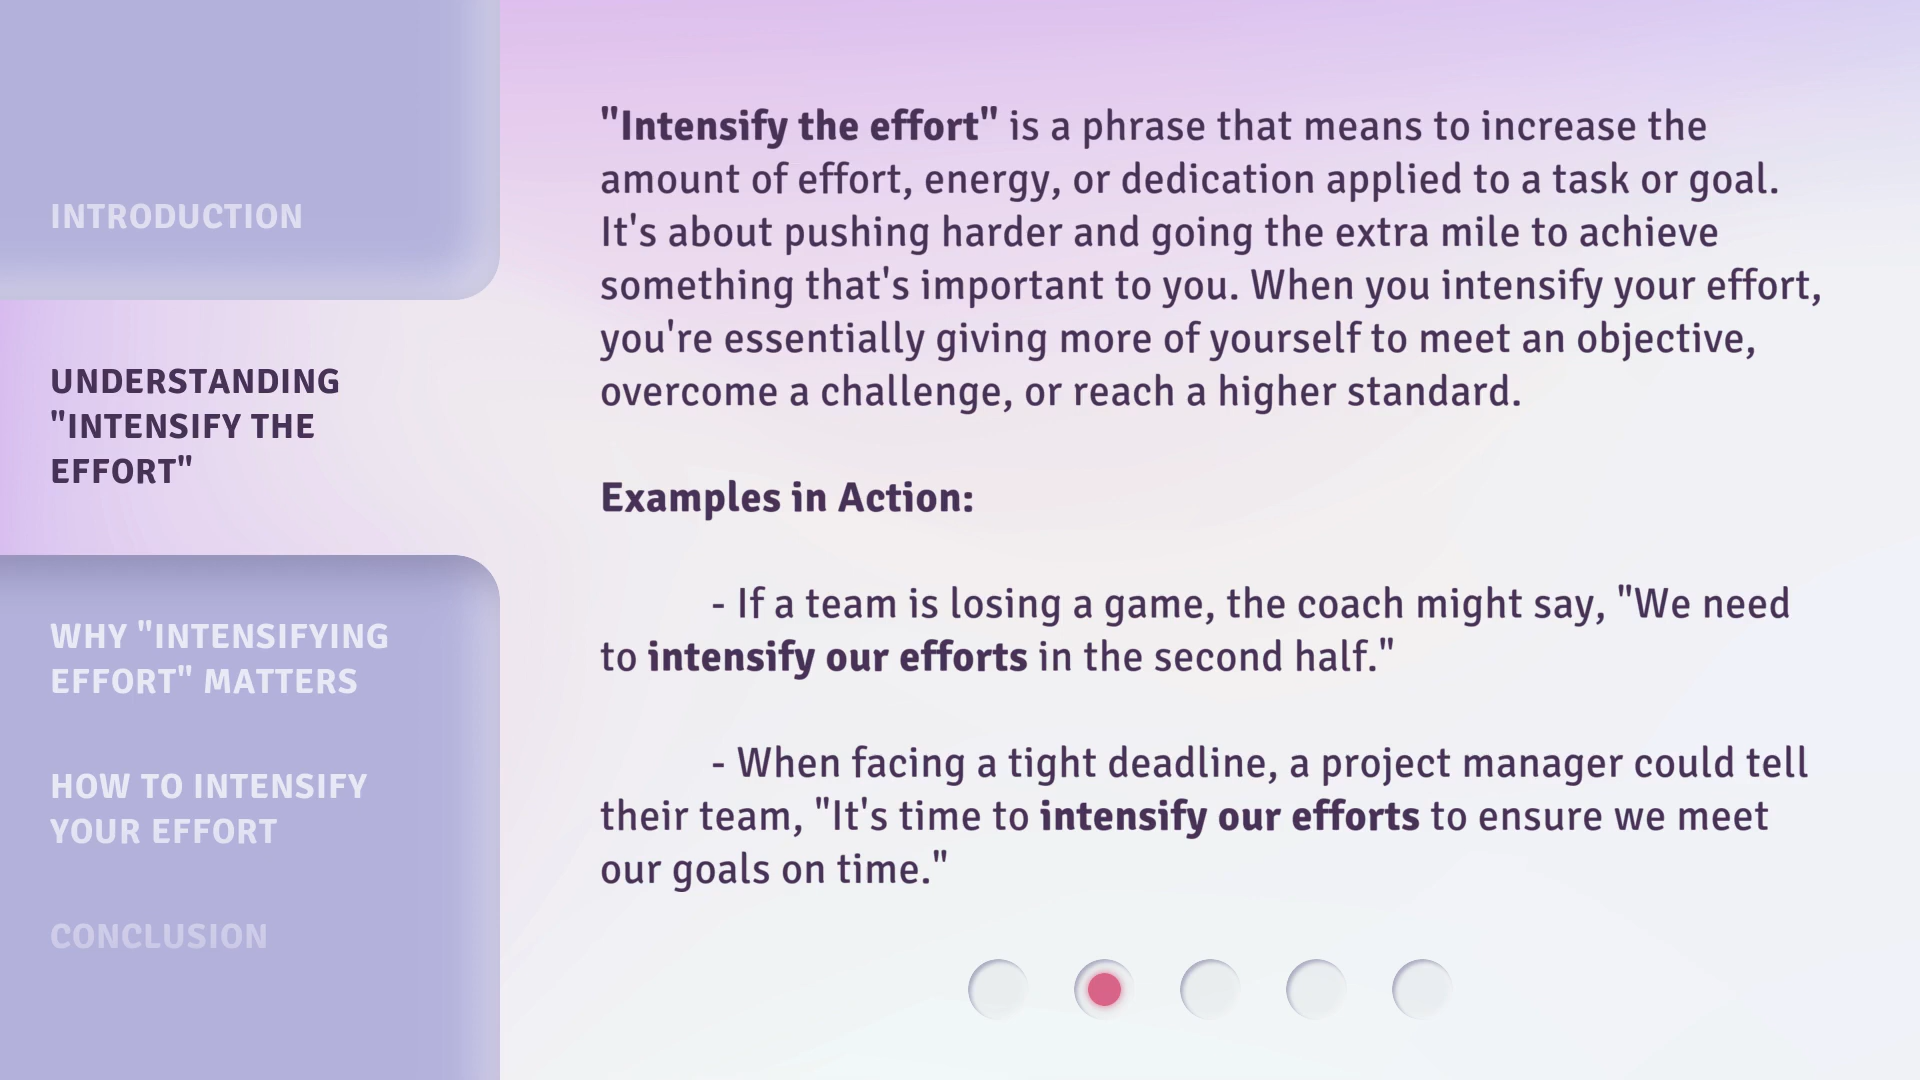 INTRODUCTION
UNDERSTANDING
"INTENSIFY THE
EFFORT"
WHY "INTENSIFYING
EFFORT" MATTERS
HOW TO INTENSIFY
YOUR EFFORT
CONCLUSION
"Intensify the effort" is a phrase that means to increase the
amount of effort, energy, or dedication applied to a task or goal.
It's about pushing harder and going the extra mile to achieve
something that's important to you. When you intensify your effort,
you're essentially giving more of yourself to meet an objective,
overcome a challenge, or reach a higher standard.
Examples in Action:
- If a team is losing a game, the coach might say, "We need
to intensify our efforts in the second half."
- When facing a tight deadline, a project manager could tell
their team, "It's time to intensify our efforts to ensure we meet
our goals on time."